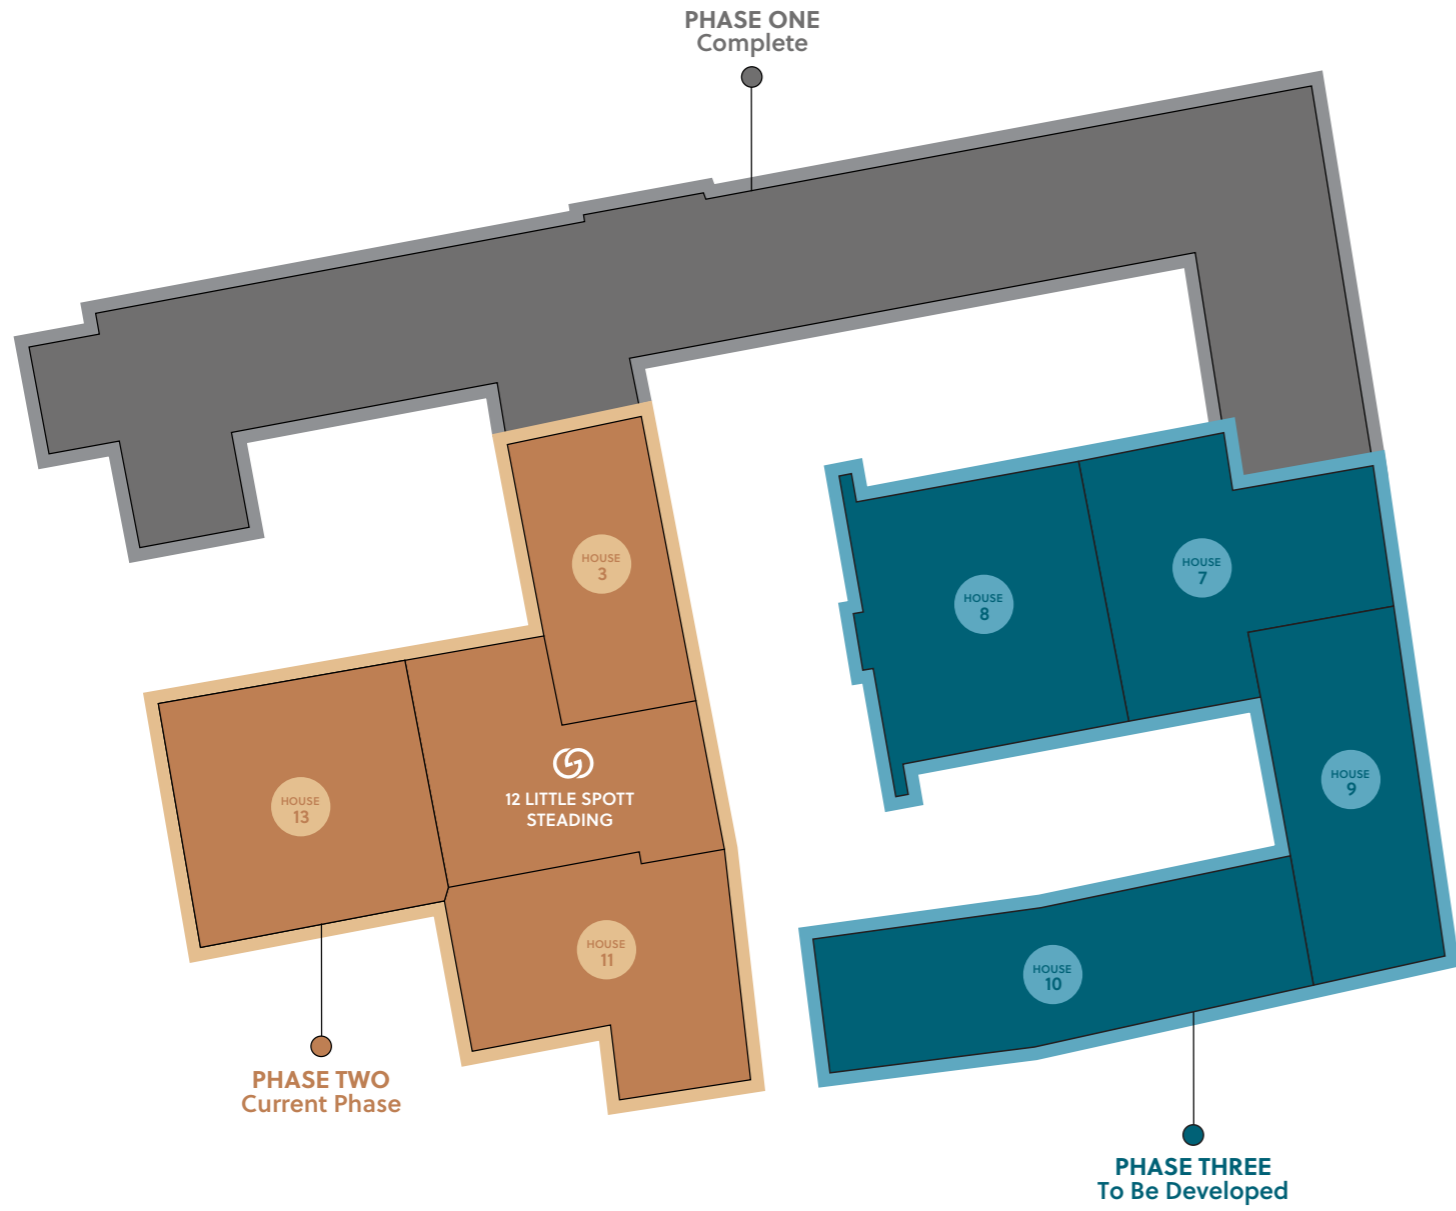 PHASE ONE
Complete
HOUSE
3
HOUSE
7
HOUSE
8
HOUSE
9
HOUSE
13
12 LITTLE SPOTT
STEADING
HOUSE
11
HOUSE
10
PHASE TWO
Current Phase
PHASE THREE
To Be Developed